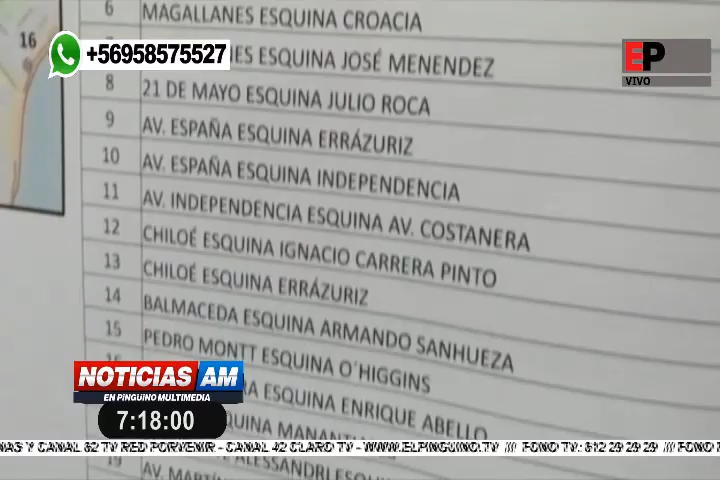 6 MAGALLANES ESQUINA CROACIA
16
+56958575527
ES ESQUINA JOSÉ MENENDEZ
EP
VIVO
8 21 DE MAYO ESQUINA JULIO ROCA
9 AV. ESPAÑA ESQUINA ERRÁZURIZ
10 AV. ESPAÑA ESQUINA INDEPENDENCIA
11 AV. INDEPENDENCIA ESQUINA AV. COSTANERA
12 CHILOÉ ESQUINA IGNACIO CARRERA PINTO
13 CHILOÉ ESQUINA ERRÁZURIZ
14 BALMACEDA ESQUINA ARMANDO SANHUEZA
15 PEDRO MONTT ESQUINA O´HIGGINS
ESQUINA ENRIQUE ABELLO
NOTICIAS AM
EN PINGÜINO MULTIMEDIA
7:18:00
19 ALESSANDRI
AV.
CANAL 62 TV RED PORVENIR - CANAL 42 CLARO TV - WWW.ELPINGUINO.TV /// FONO TV: 612 29 29 29 ///